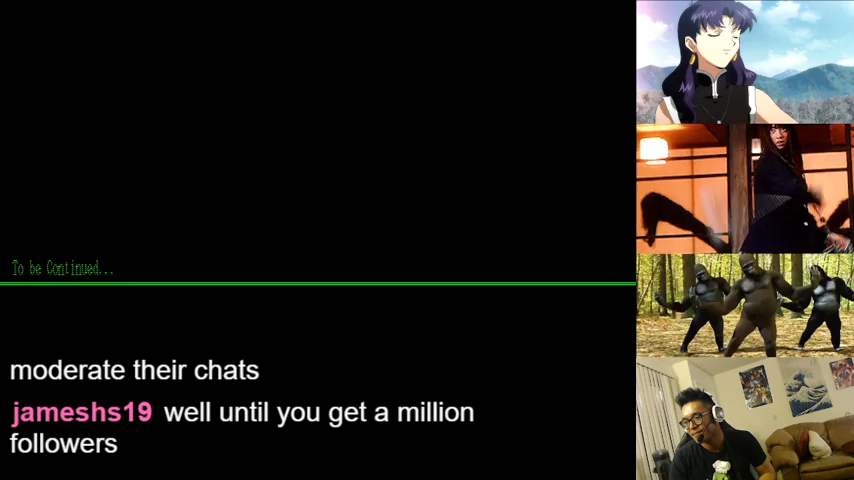 To be Continued...
moderate their chats
jameshs19 well until you get a million
followers